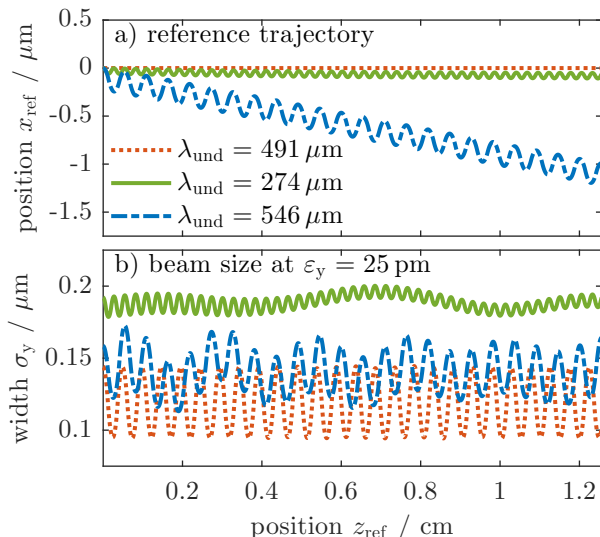 a) reference trajectory
position x_ref / μm
0.5
0
-0.5
-1
-1.5
λ_und = 491 μm
λ_und = 274 μm
λ_und = 546 μm
b) beam size at ε_y = 25 pm
width σ_y / μm
0.2
0.15
0.1
0.2
0.4
0.6
0.8
1
1.2
position z_ref / cm